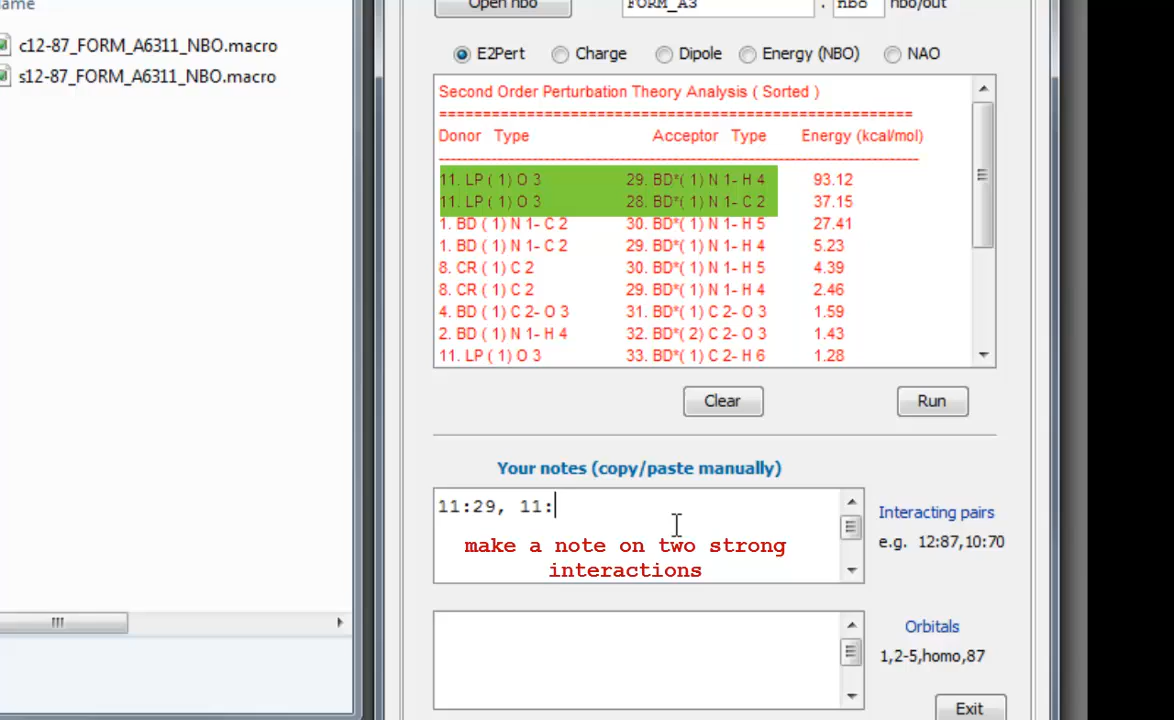 ame
Open nbo FORM_A3 . nbo nbo/out
c12-87_FORM_A6311_NBO.macro
s12-87_FORM_A6311_NBO.macro
E2Pert Charge Dipole Energy (NBO) NAO
Second Order Perturbation Theory Analysis ( Sorted )
==========================================
Donor Type Acceptor Type Energy (kcal/mol)
------------------------------------------------------------------------
11. LP ( 1) O 3 29. BD*( 1) N 1- H 4 93.12
11. LP ( 1) O 3 28. BD*( 1) N 1- C 2 37.15
1. BD ( 1) N 1- C 2 30. BD*( 1) N 1- H 5 27.41
1. BD ( 1) N 1- C 2 29. BD*( 1) N 1- H 4 5.23
8. CR ( 1) C 2 30. BD*( 1) N 1- H 5 4.39
8. CR ( 1) C 2 29. BD*( 1) N 1- H 4 2.46
4. BD ( 1) C 2- O 3 31. BD*( 1) C 2- O 3 1.59
2. BD ( 1) N 1- H 4 32. BD*( 2) C 2- O 3 1.43
11. LP ( 1) O 3 33. BD*( 1) C 2- H 6 1.28
Clear Run
Your notes (copy/paste manually)
11:29, 11:
make a note on two strong
interactions
Interacting pairs
e.g. 12:87,10:70
Orbitals
1,2-5,homo,87
Exit